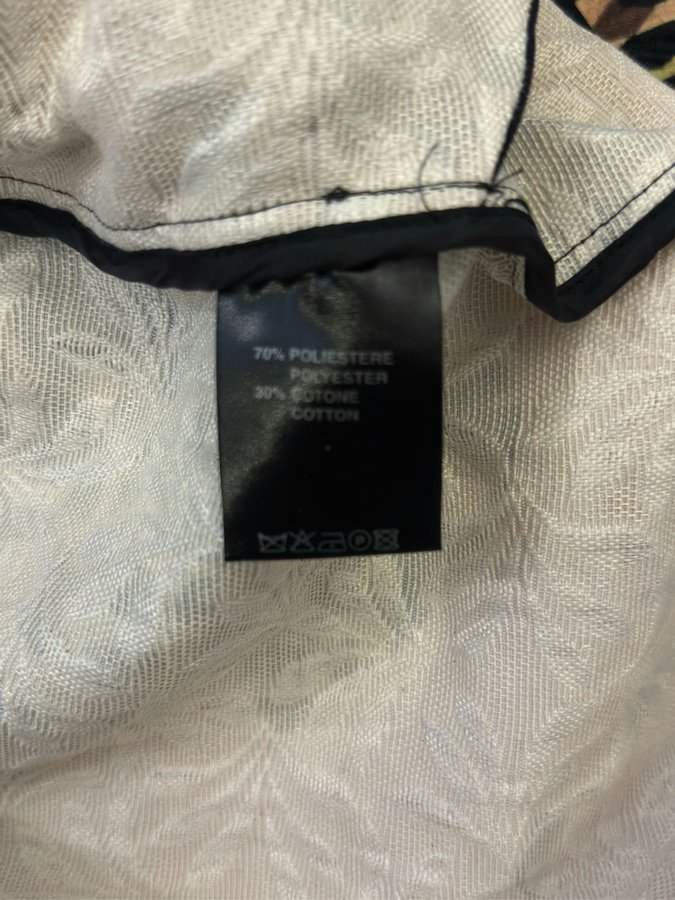 70% POLIESTERE
POLYESTER
30% COTONE
COTTON
P